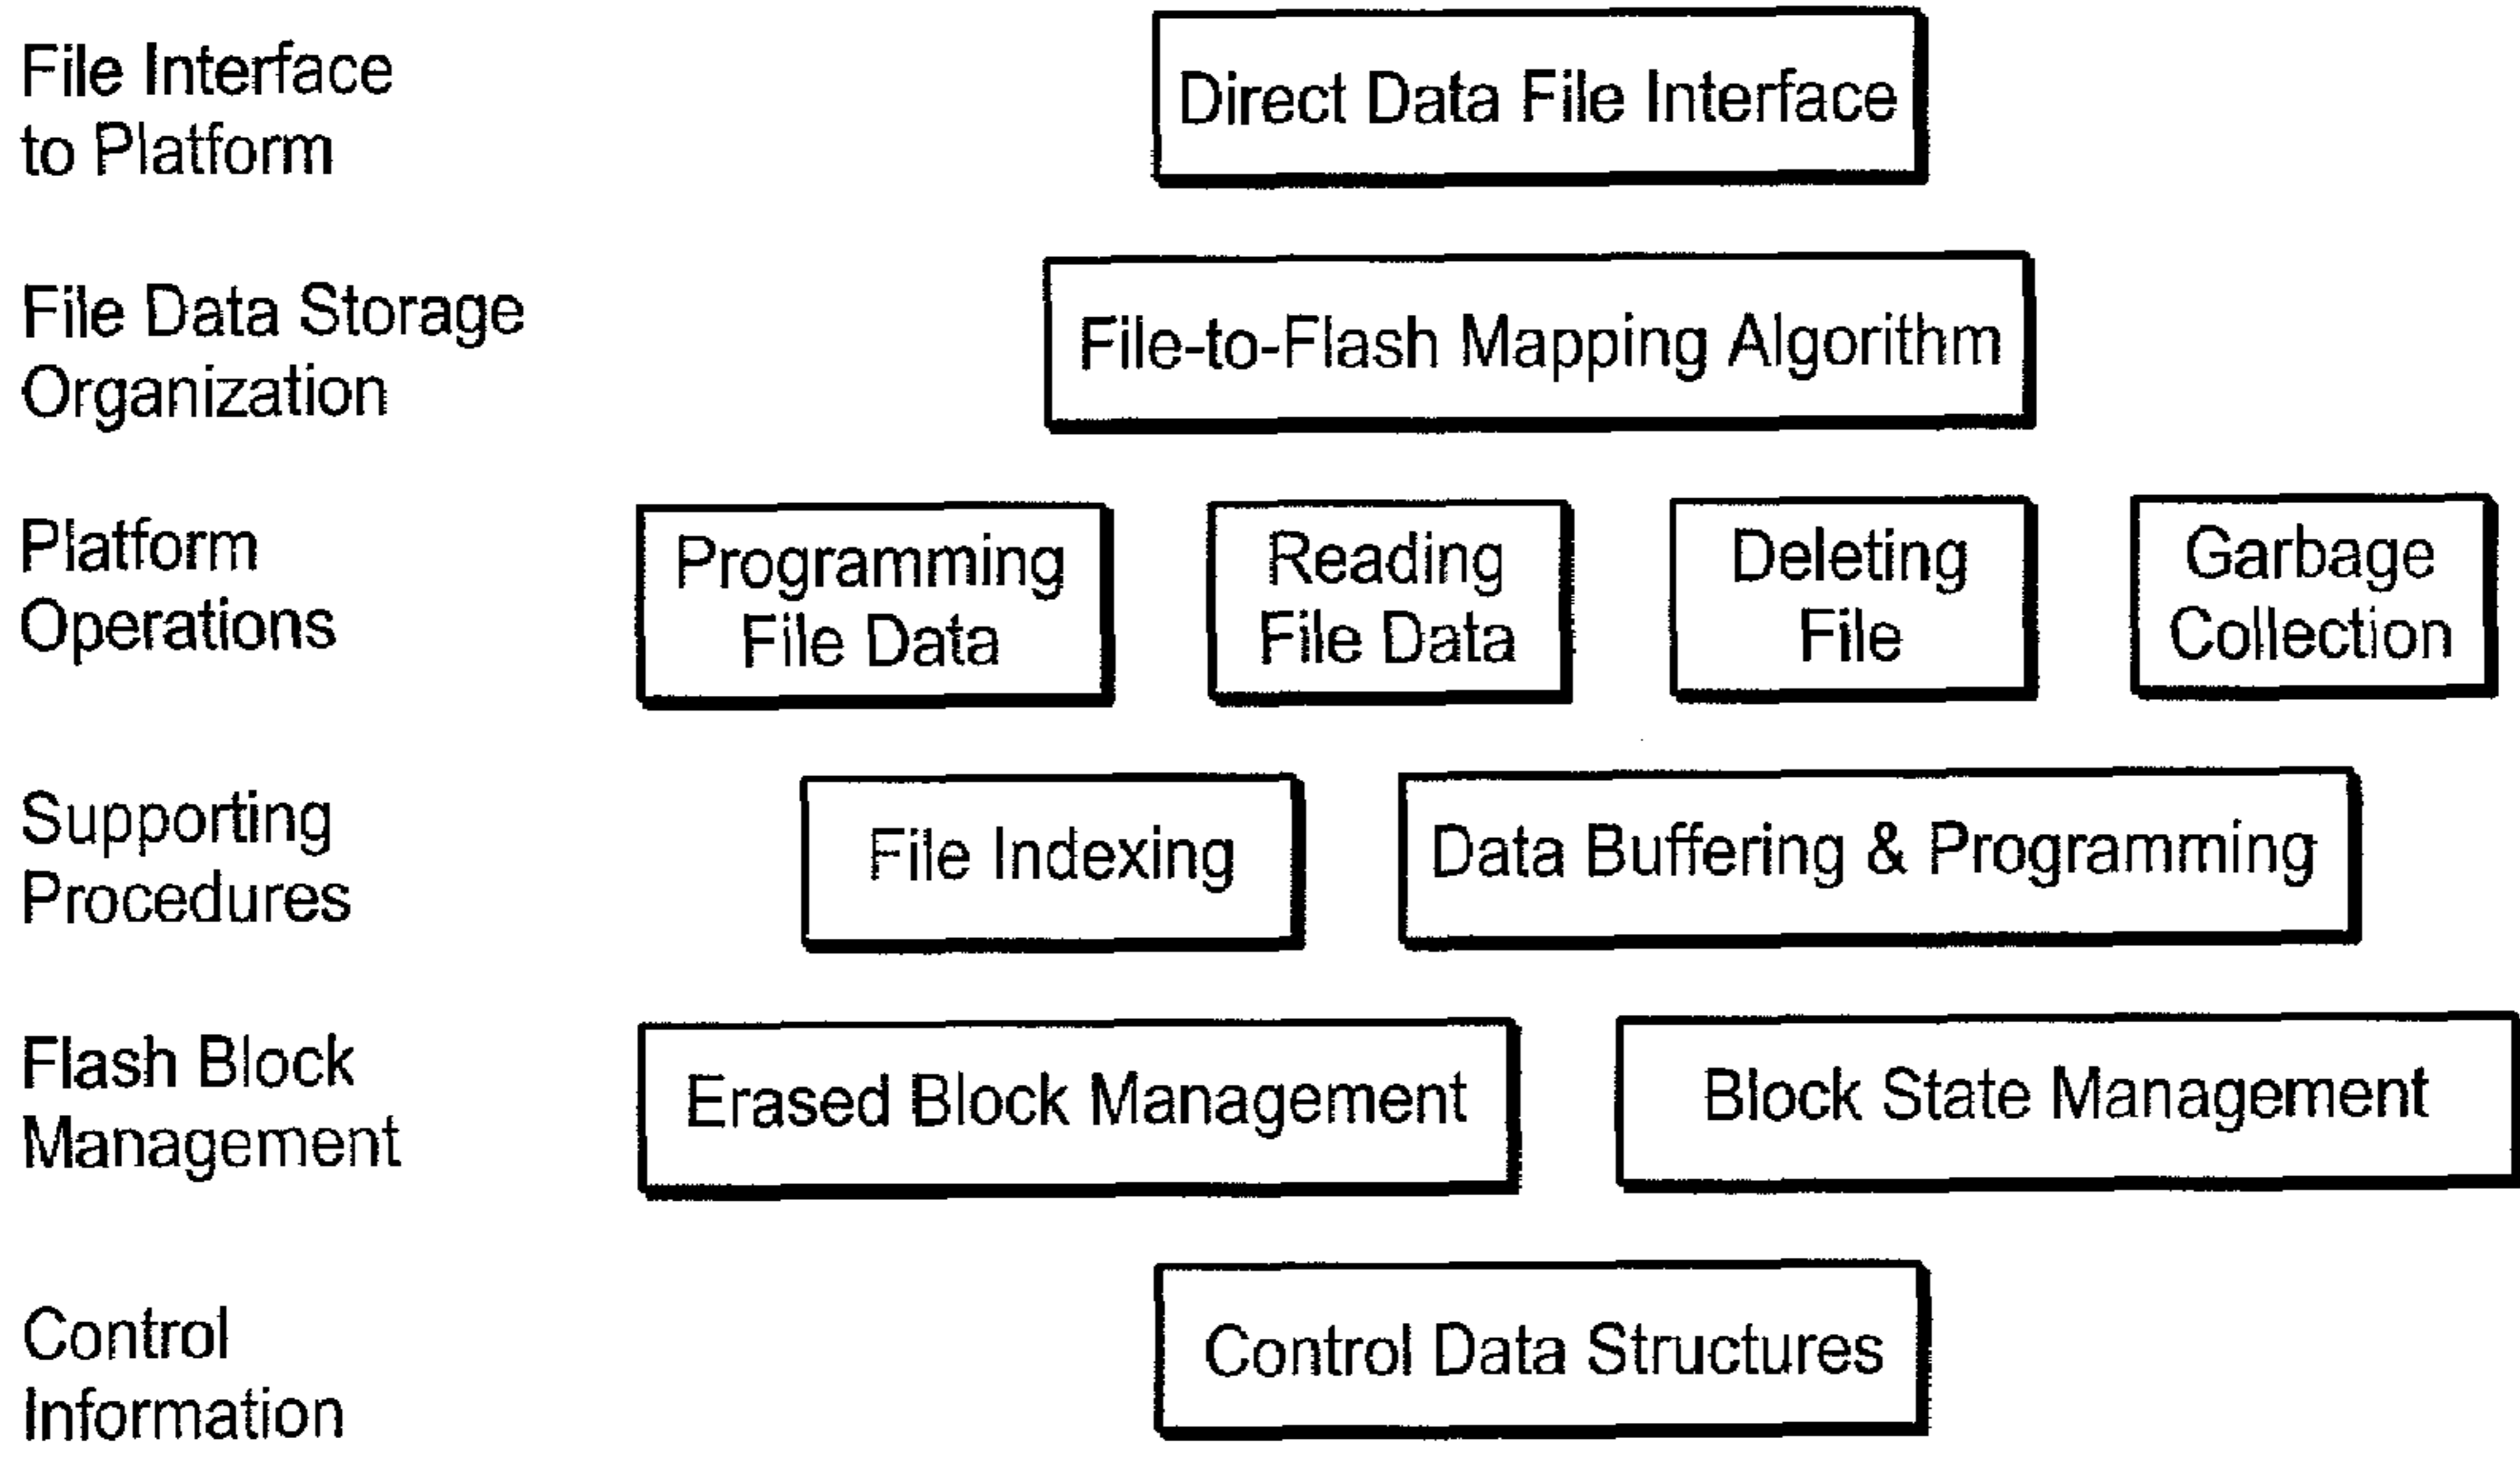 File Interface
to Platform
Direct Data File Interface
File Data Storage
Organization
File-to-Flash Mapping Algorithm
Platform
Operations
Programming
File Data
Reading
File Data
Deleting
File
Garbage
Collection
Supporting
Procedures
File Indexing
Data Buffering & Programming
Flash Block
Management
Erased Block Management
Block State Management
Control
Information
Control Data Structures